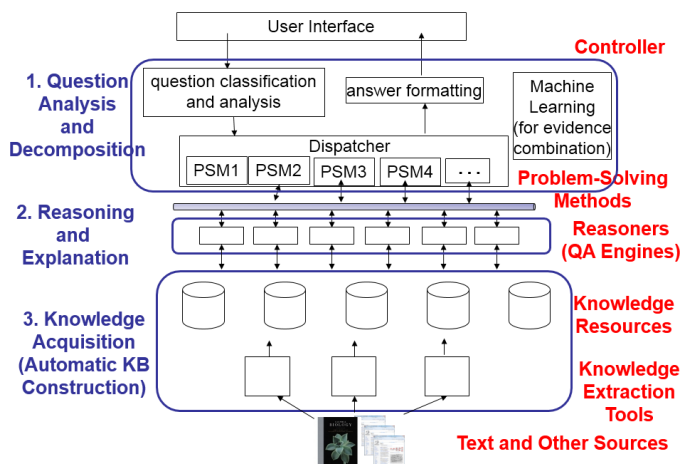 User Interface
Controller
1. Question
Analysis
and
Decomposition
question classification
and analysis
answer formatting
Machine
Learning
(for evidence
combination)
Dispatcher
PSM1
PSM2
PSM3
PSM4
...
Problem-Solving
Methods
2. Reasoning
and
Explanation
Reasoners
(QA Engines)
3. Knowledge
Acquisition
(Automatic KB
Construction)
Knowledge
Resources
Knowledge
Extraction
Tools
BIOLOGY
Text and Other Sources